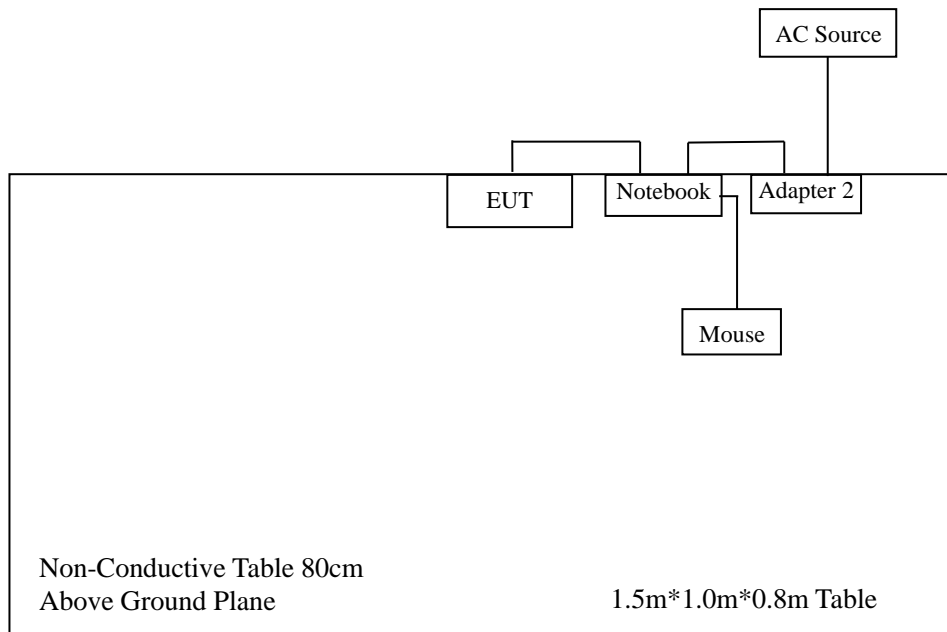 AC Source
EUT
Notebook
Adapter 2
Mouse
Non-Conductive Table 80cm
Above Ground Plane
1.5m*1.0m*0.8m Table